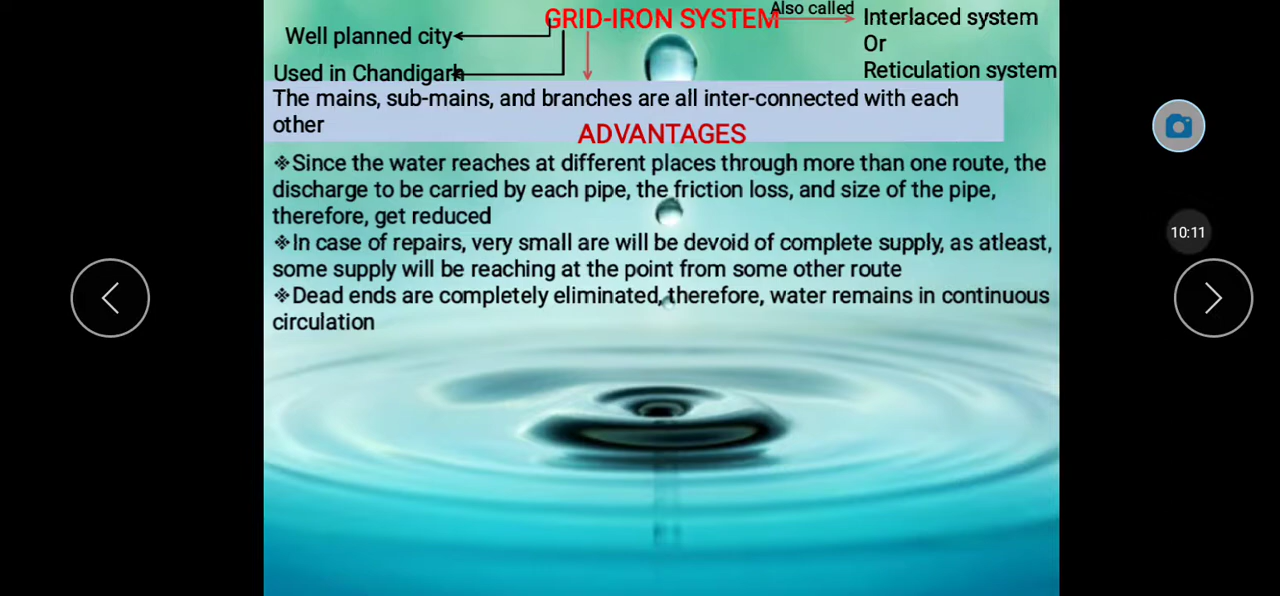 GRID-IRON SYSTEM
Also called
Interlaced system
Or
Reticulation system
Well planned city
Used in Chandigarh
The mains, sub-mains, and branches are all inter-connected with each
other
ADVANTAGES
❖Since the water reaches at different places through more than one route, the
discharge to be carried by each pipe, the friction loss, and size of the pipe,
therefore, get reduced
❖In case of repairs, very small are will be devoid of complete supply, as atleast,
some supply will be reaching at the point from some other route
❖Dead ends are completely eliminated, therefore, water remains in continuous
circulation
10:11